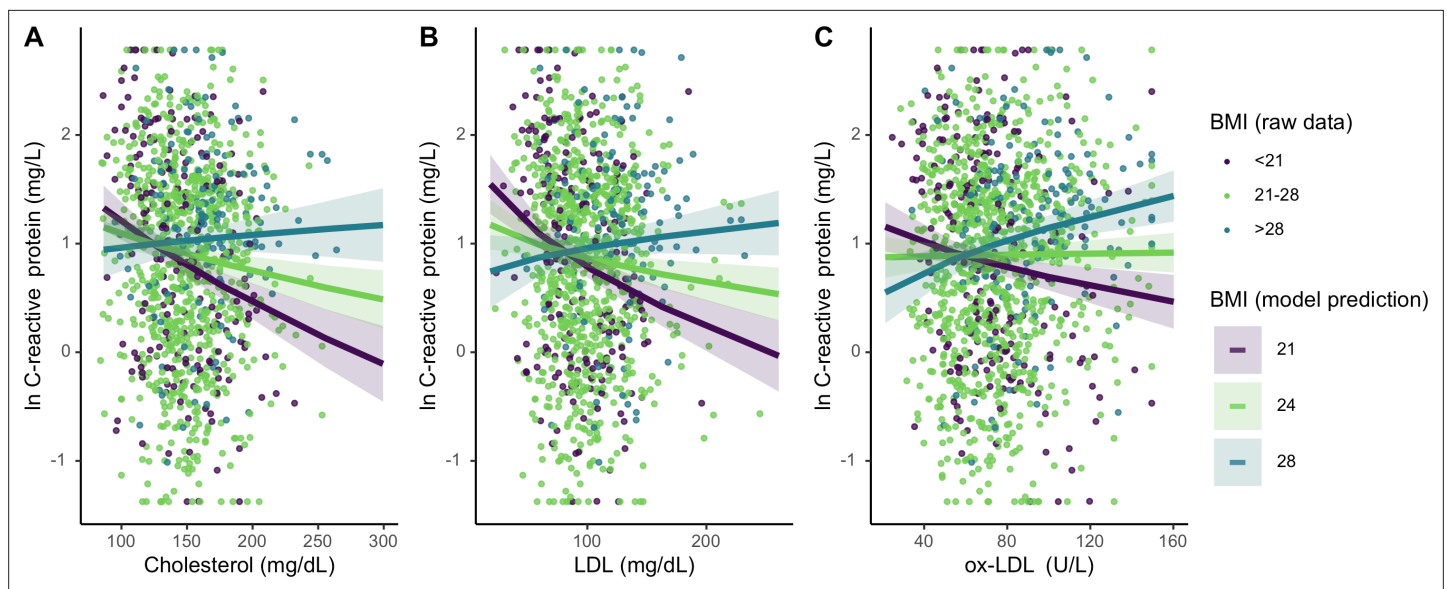 A
ln C-reactive protein (mg/L)
2
1
0
-1
100 150 200 250 300
Cholesterol (mg/dL)
B
ln C-reactive protein (mg/L)
2
1
0
-1
100 200
LDL (mg/dL)
C
ln C-reactive protein (mg/L)
2
1
0
-1
40 80 120 160
ox-LDL (U/L)
BMI (raw data)
<21
21-28
>28
BMI (model prediction)
21
24
28